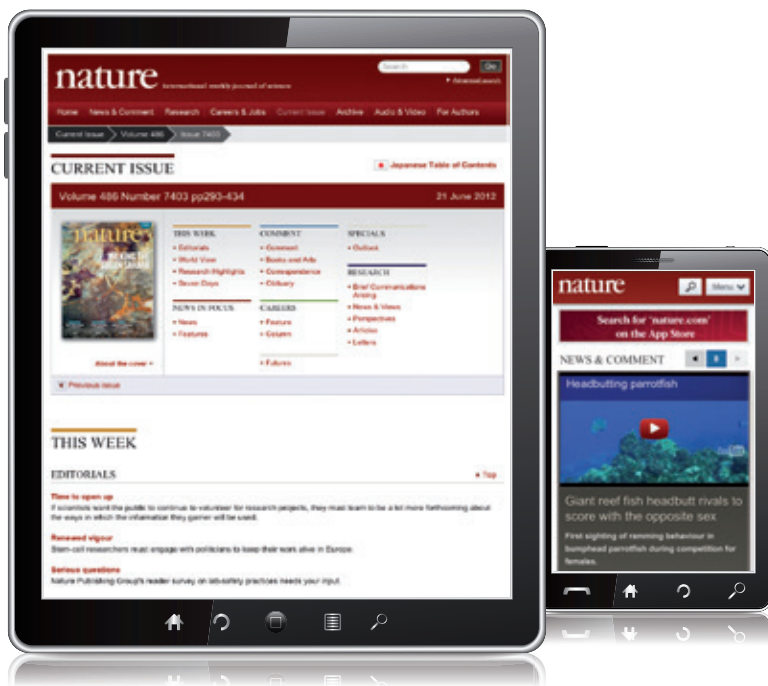 nature International weekly journal of science
Search Go
Advanced search
Home News & Comment Research Careers & Jobs Current Issue Archive Audio & Video For Authors
Current Issue Volume 486 Issue 7403
CURRENT ISSUE
Japanese Table of Contents
Volume 486 Number 7403 pp293-434 21 June 2012
nature
THIS WEEK
Editorials
World View
Research Highlights
Seven Days
NEWS IN FOCUS
News
Features
COMMENT
Comment
Books and Arts
Correspondence
Obituary
CAREERS
Feature
Column
Futures
SPECIALS
Outlook
RESEARCH
Brief Communications
Arising
News & Views
Perspectives
Articles
Letters
About the cover
Previous issue
THIS WEEK
EDITORIALS
Top
Time to open up
If scientists want the public to continue to volunteer for research projects, they must learn to be a lot more forthcoming about
the ways in which the information they garner will be used.
Renewed vigour
Stem-cell researchers must engage with politicians to keep their work alive in Europe.
Serious questions
Nature Publishing Group's reader survey on lab-safety practices needs your input.
nature
Menu
Search for 'nature.com'
on the App Store
NEWS & COMMENT
Headbutting parrotfish
Giant reef fish headbutt rivals to
score with the opposite sex
First sighting of ramming behaviour in
bumphead parrotfish during competition for
females.